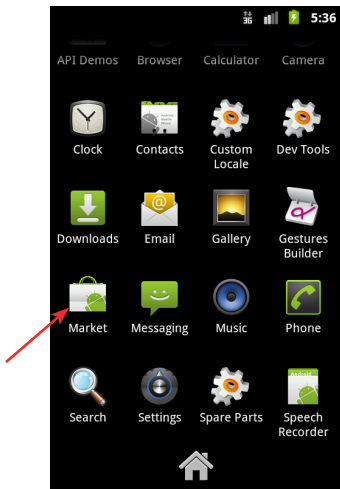 3G 5:36
API Demos Browser Calculator Camera
Clock Contacts Custom Dev Tools
Locale
Downloads Email Gallery Gestures
Builder
Market Messaging Music Phone
Search Settings Spare Parts Speech
Recorder